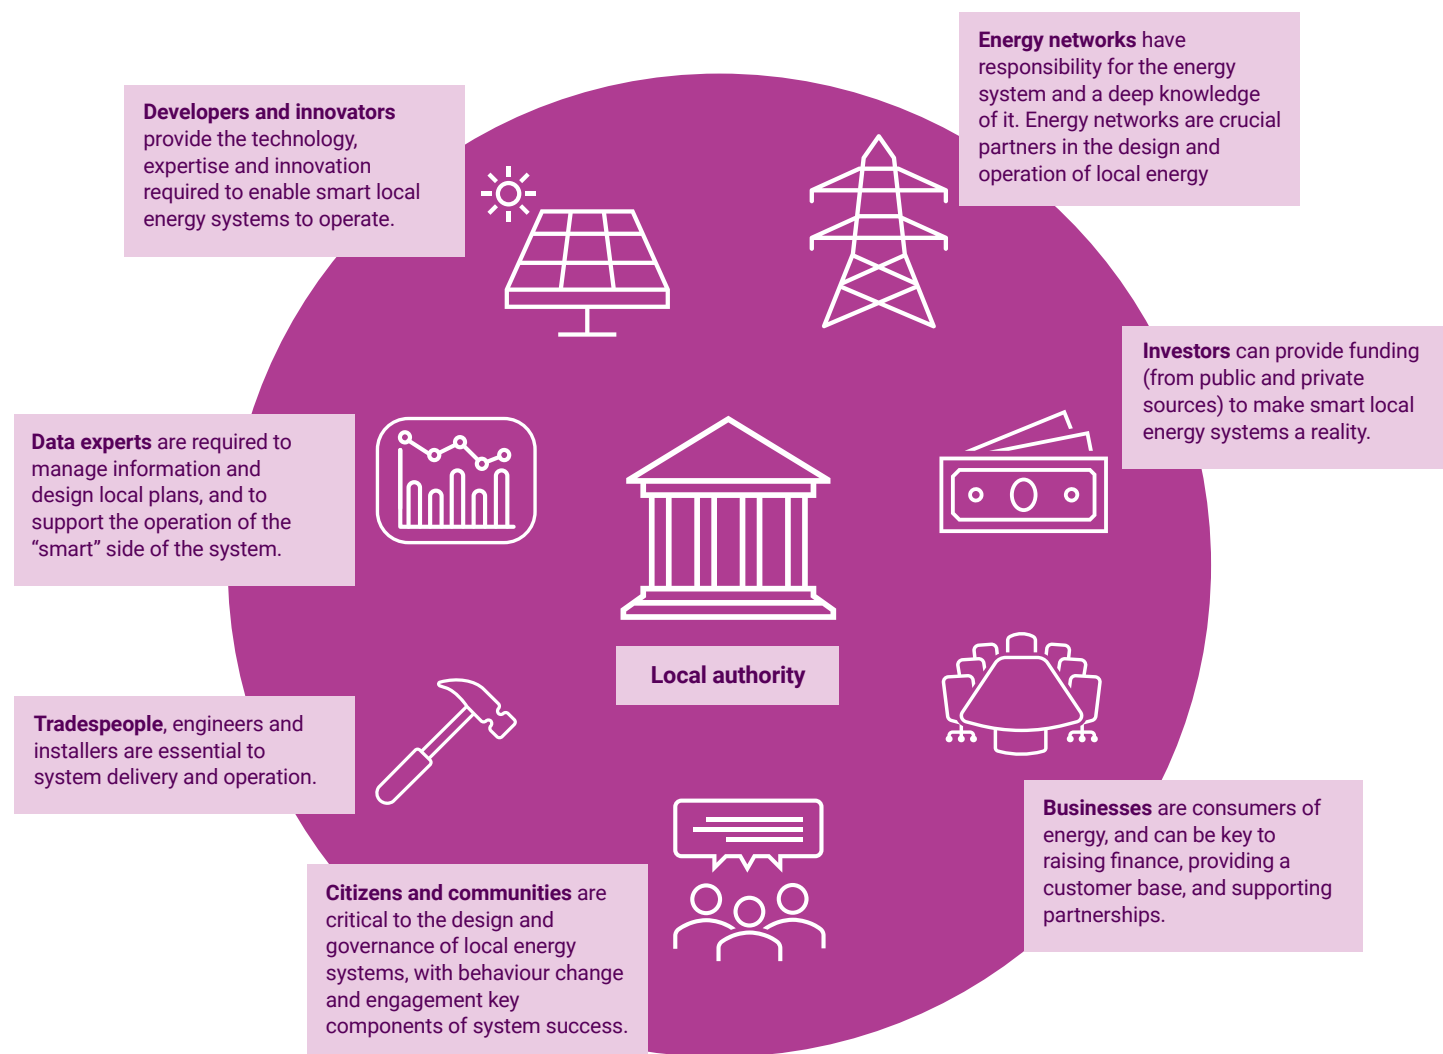 Energy networks have
responsibility for the energy
system and a deep knowledge
of it. Energy networks are crucial
partners in the design and
operation of local energy
Developers and innovators
provide the technology,
expertise and innovation
required to enable smart local
energy systems to operate.
Investors can provide funding
(from public and private
sources) to make smart local
energy systems a reality.
Data experts are required to
manage information and
design local plans, and to
support the operation of the
“smart” side of the system.
Local authority
Tradespeople, engineers and
installers are essential to
system delivery and operation.
Businesses are consumers of
energy, and can be key to
raising finance, providing a
customer base, and supporting
partnerships.
Citizens and communities are
critical to the design and
governance of local energy
systems, with behaviour change
and engagement key
components of system success.